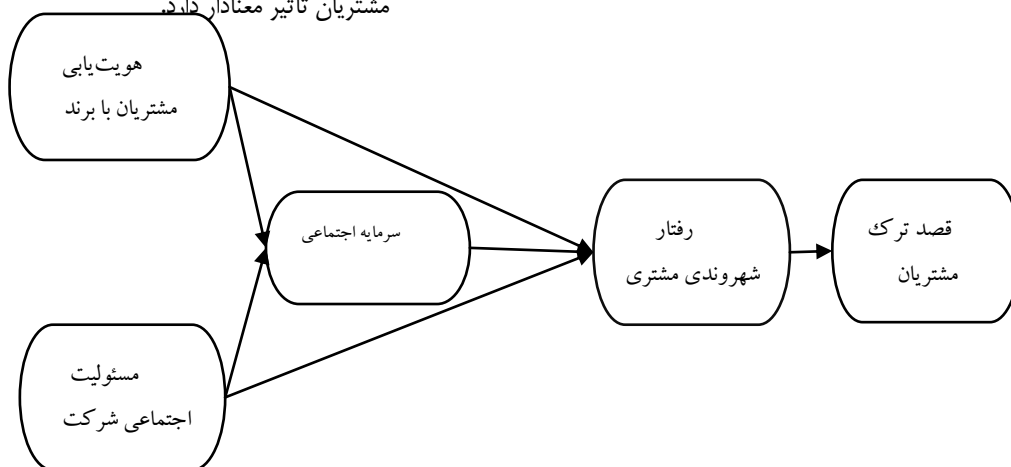 مشتریان تاثیر معنادار دارد.
هویت‌یابی
مشتریان با برند
سرمایه اجتماعی
رفتار
شهروندی مشتری
قصد ترک
مشتریان
مسئولیت
اجتماعی شرکت